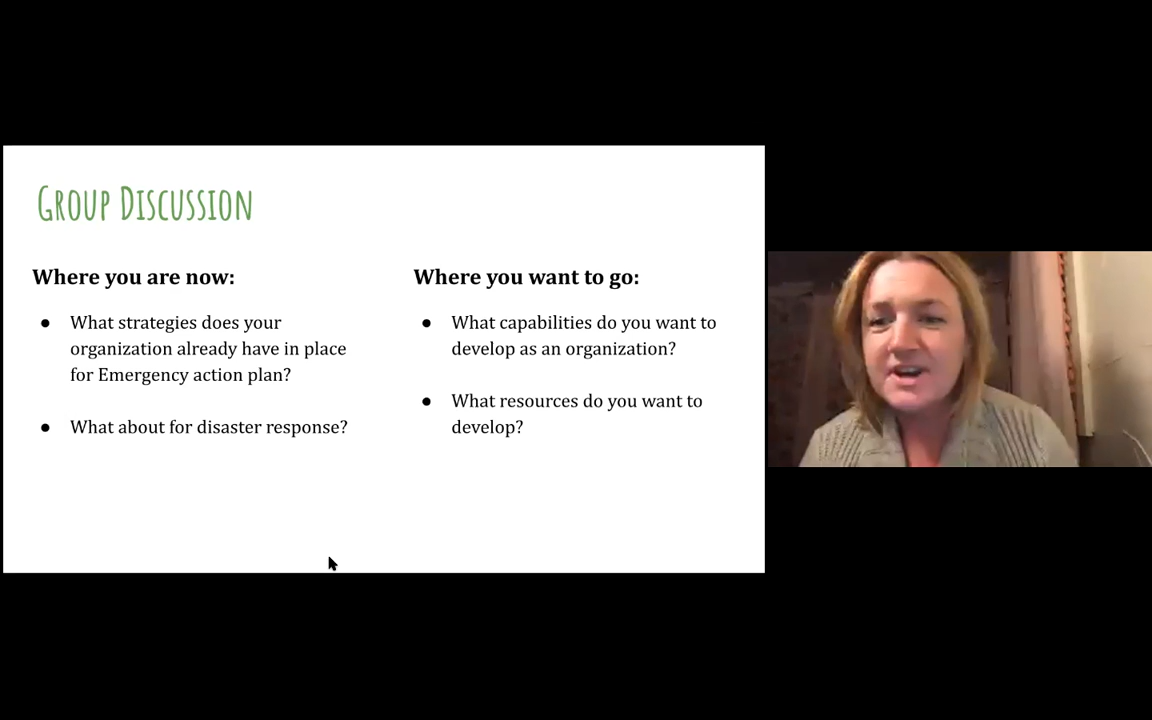 Group Discussion
Where you are now:
● What strategies does your
organization already have in place
for Emergency action plan?
● What about for disaster response?
Where you want to go:
● What capabilities do you want to
develop as an organization?
● What resources do you want to
develop?